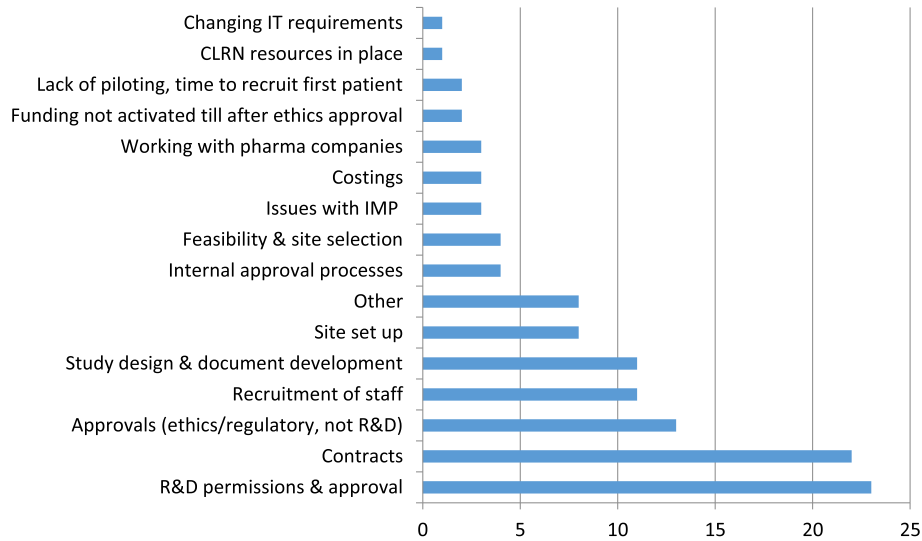 Changing IT requirements
CLRN resources in place
Lack of piloting, time to recruit first patient
Funding not activated till after ethics approval
Working with pharma companies
Costings
Issues with IMP
Feasibility & site selection
Internal approval processes
Other
Site set up
Study design & document development
Recruitment of staff
Approvals (ethics/regulatory, not R&D)
Contracts
R&D permissions & approval
0 5 10 15 20 25